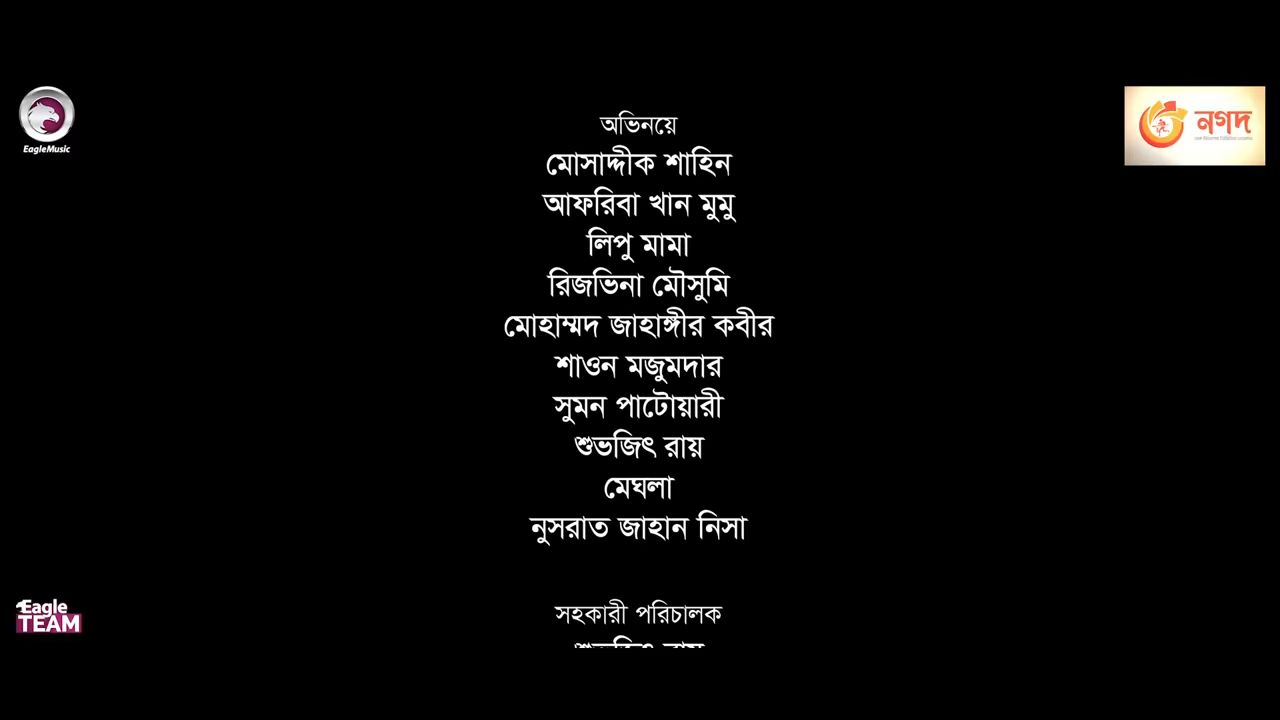 EagleMusic
নগদ
অভিনয়ে
মোসাদ্দীক শাহিন
আফরিবা খান মুমু
লিপু মামা
রিজভিনা মৌসুমি
মোহাম্মদ জাহাঙ্গীর কবীর
শাওন মজুমদার
সুমন পাটোয়ারী
শুভজিৎ রায়
মেঘলা
নুসরাত জাহান নিসা
সহকারী পরিচালক
Eagle
TEAM